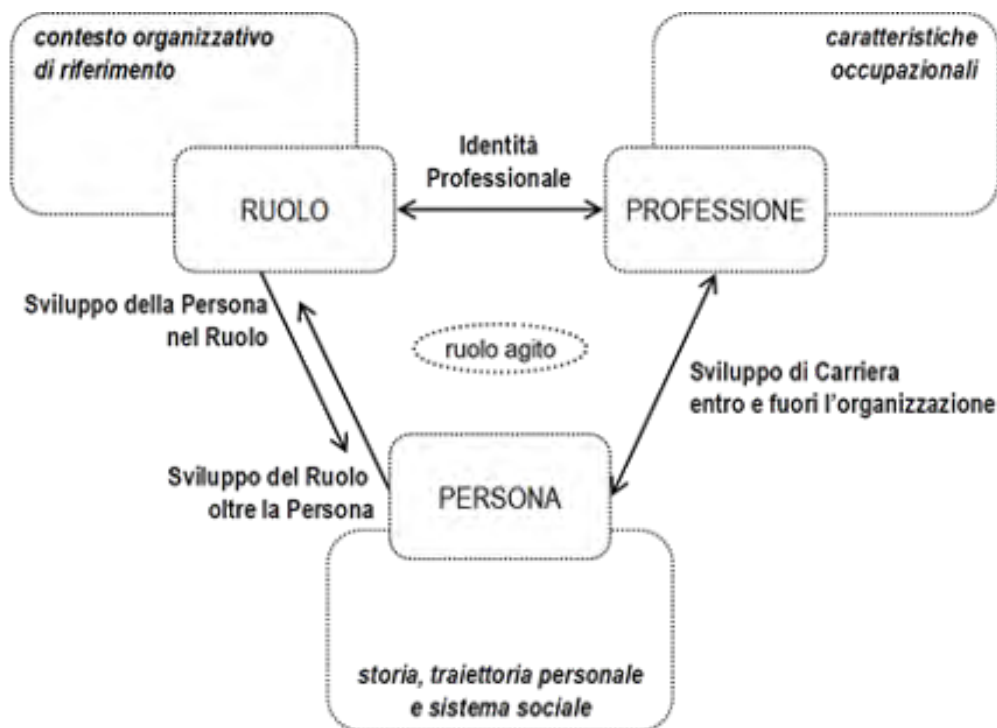 contesto organizzativo
di riferimento
caratteristiche
occupazionali
Identità
Professionale
RUOLO
PROFESSIONE
Sviluppo della Persona
nel Ruolo
ruolo agito
Sviluppo di Carriera
entro e fuori l'organizzazione
Sviluppo del Ruolo
oltre la Persona
PERSONA
storia, traiettoria personale
e sistema sociale